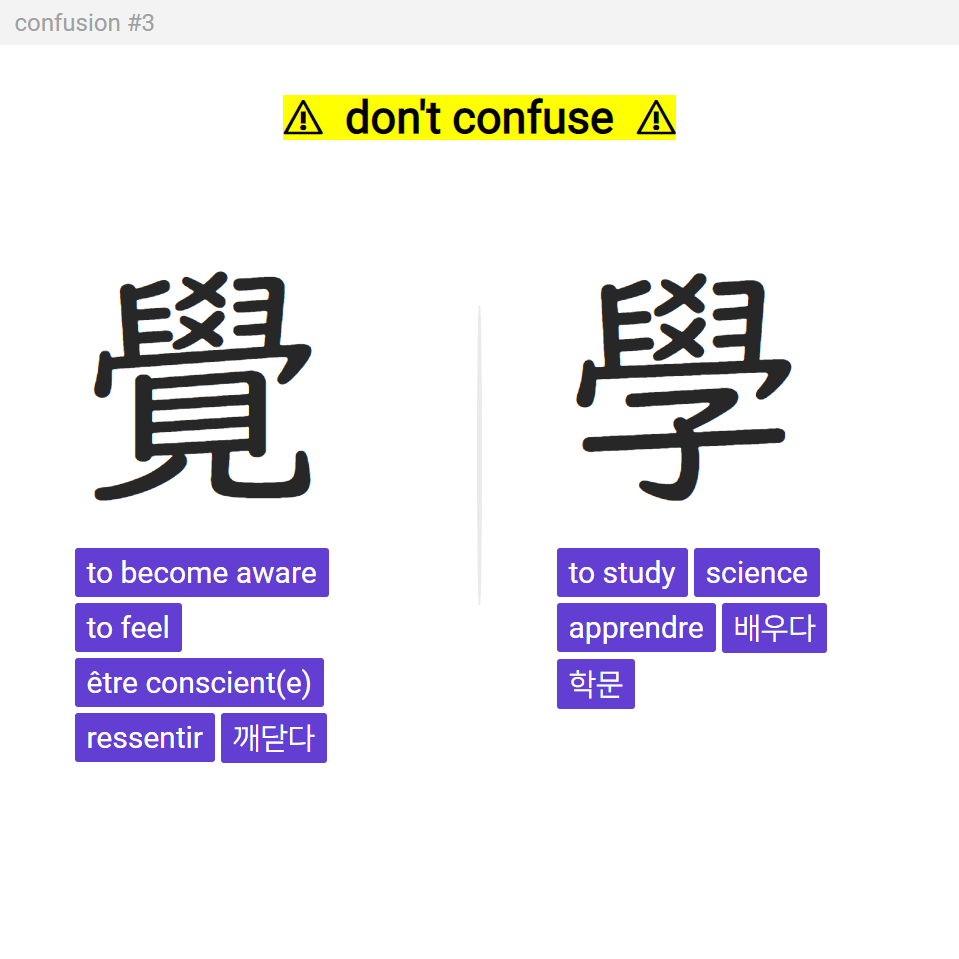 confusion #3
⚠ don't confuse ⚠
覺
to become aware
to feel
être conscient(e)
ressentir 깨닫다
學
to study science
apprendre 배우다
학문